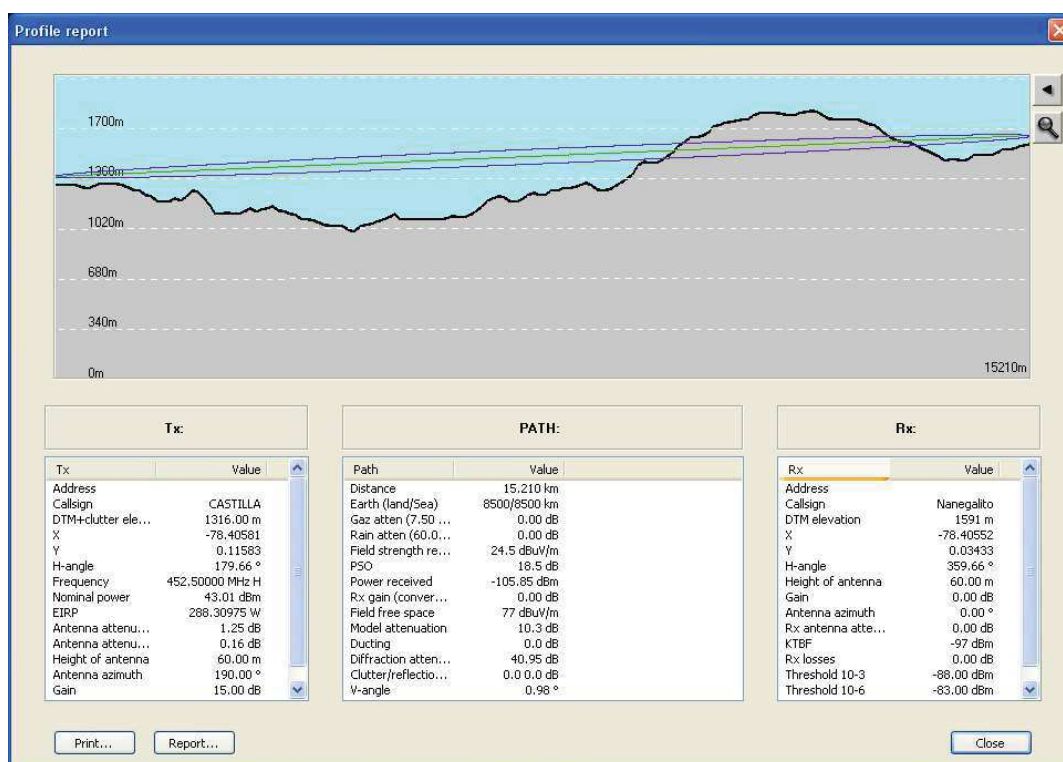 Profile report
1700m
1300m
1020m
680m
340m
0m
15210m
Tx:
PATH:
Rx:
Tx Value
Address
Callsign CASTILLA
DTM+clutter ele... 1316.00 m
X -78.40581
Y 0.11583
H-angle 179.66 °
Frequency 452.50000 MHz H
Nominal power 43.01 dBm
EIRP 288.30975 W
Antenna attenu... 1.25 dB
Antenna attenu... 0.16 dB
Height of antenna 60.00 m
Antenna azimuth 190.00 °
Gain 15.00 dB
Path Value
Distance 15.210 km
Earth (land/Sea) 8500/8500 km
Gaz atten (7.50 ... 0.00 dB
Rain atten (60.0... 0.00 dB
Field strength re... 24.5 dBuV/m
PSO 18.5 dB
Power received -105.85 dBm
Rx gain (conver... 0.00 dB
Field free space 77 dBuV/m
Model attenuation 10.3 dB
Ducting 0.0 dB
Diffraction atten... 40.95 dB
Clutter/reflectio... 0.0 0.0 dB
V-angle 0.98 °
Rx Value
Address
Callsign Nanegalito
DTM elevation 1591 m
X -78.40552
Y 0.03433
H-angle 359.66 °
Height of antenna 60.00 m
Gain 0.00 dB
Antenna azimuth 0.00 °
Rx antenna atte... 0.00 dB
KTBF -97 dBm
Rx losses 0.00 dB
Threshold 10-3 -88.00 dBm
Threshold 10-6 -83.00 dBm
Print...
Report...
Close